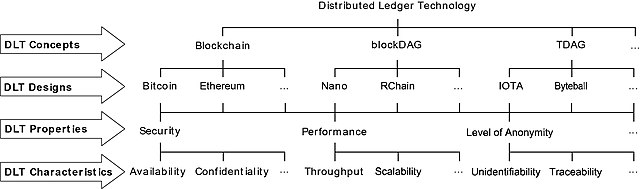 Distributed Ledger Technology
DLT Concepts Blockchain blockDAG TDAG ...
DLT Designs Bitcoin Ethereum ... Nano RChain ... IOTA Byteball ...
DLT Properties Security Performance Level of Anonymity ...
DLT Characteristics Availability Confidentiality ... Throughput Scalability ... Unidentifiability Traceability ...